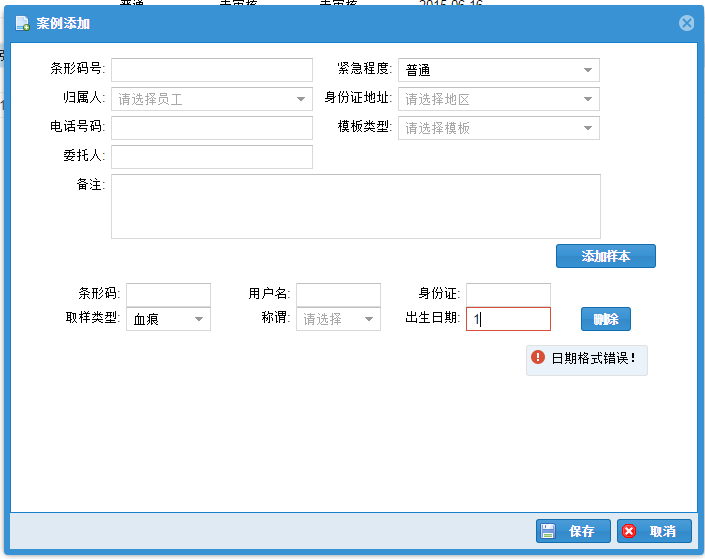 2015-06-16
案例添加
条形码号: 紧急程度: 普通
归属人: 请选择员工 身份证地址: 请选择地区
电话号码: 模板类型: 请选择模板
委托人:
备注:
添加样本
条形码: 用户名: 身份证:
取样类型: 血痕 称谓: 请选择 出生日期: 1 删除
日期格式错误!
保存 取消